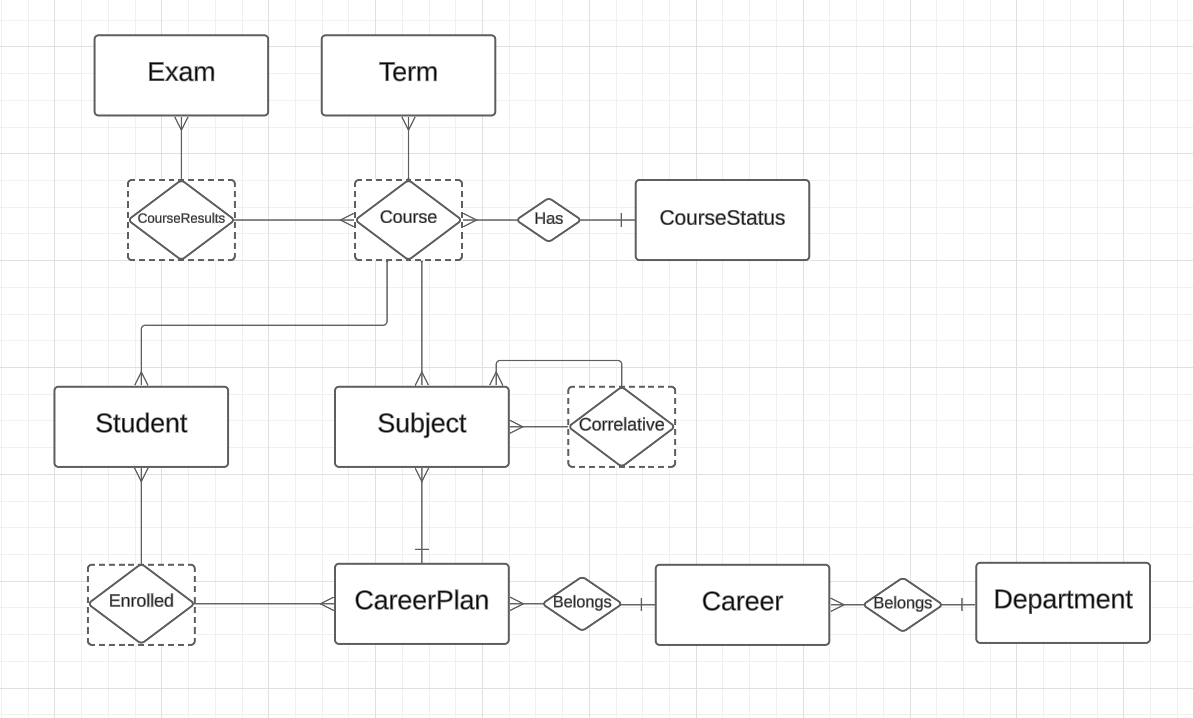 Exam
Term
CourseResults
Course
Has
CourseStatus
Student
Subject
Correlative
Enrolled
CareerPlan
Belongs
Career
Belongs
Department